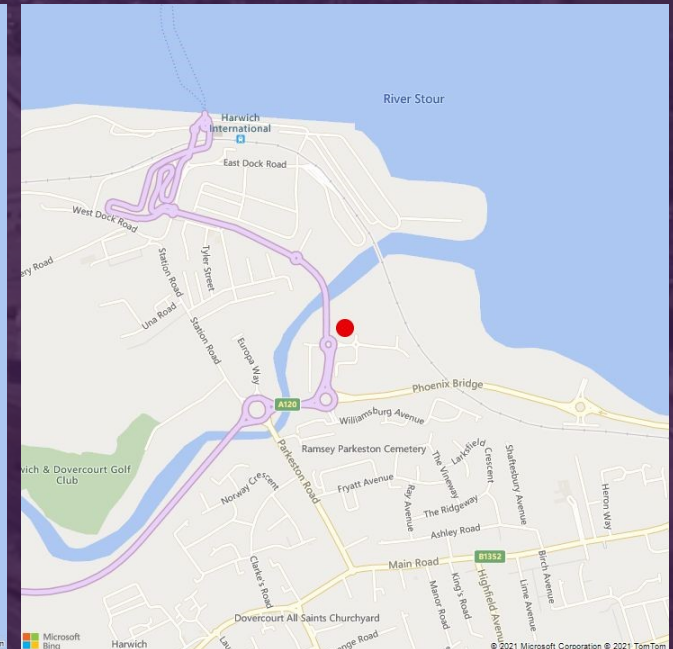 River Stour
Harwich
International
East Dock Road
West Dock Road
Station Road
Tyler Street
ery Road
Una Road
Station Road
Europa Way
A120
Phoenix Bridge
Williamsburg Avenue
Parkeston Road
Ramsey Parkeston Cemetery
wich & Dovercourt Golf
Club
Norway Crescent
Fryatt Avenue
Ray Avenue
The Vineway
Larksfield
Crescent
Shaftesbury Avenue
Heron Way
The Ridgeway
Ashley Road
Main Road
B1352
Clarke's Road
Manor Road
King's Road
Highfield Avenue
Lime Avenue
Birch Avenue
Dovercourt All Saints Churchyard
Harwich
nge Road
Microsoft
Bing
© 2021 Microsoft Corporation © 2021 TomTom